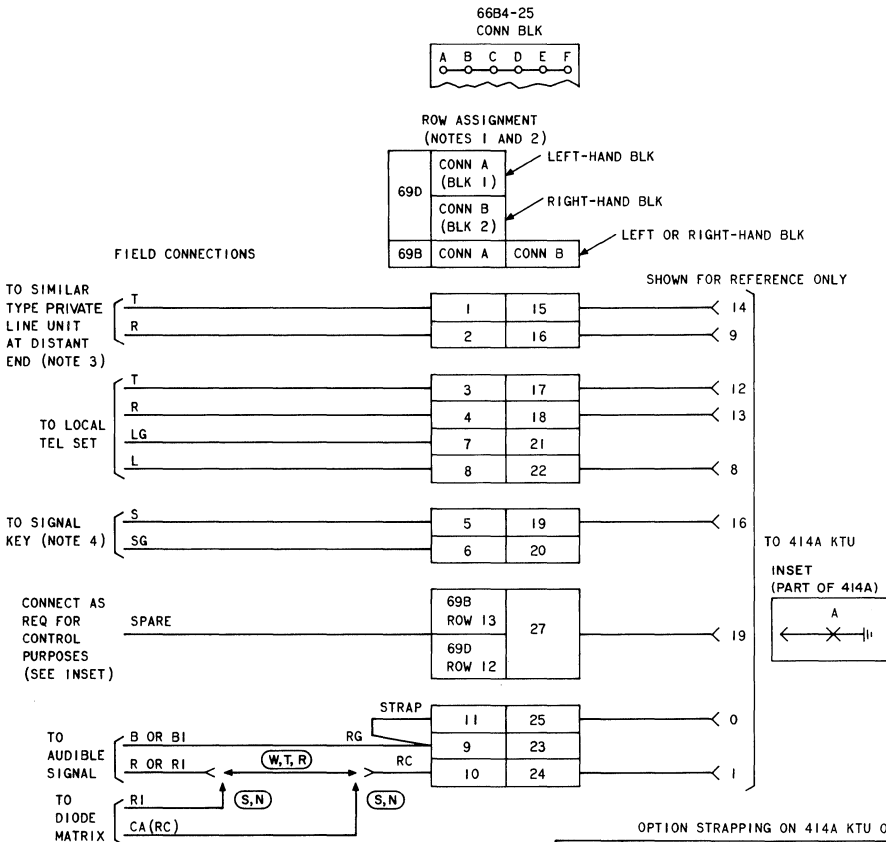 66B4-25
CONN BLK
A B C D E F
ROW ASSIGNMENT
(NOTES 1 AND 2)
69D
CONN A
(BLK 1)
LEFT-HAND BLK
CONN B
(BLK 2)
RIGHT-HAND BLK
69B CONN A CONN B
LEFT OR RIGHT-HAND BLK
FIELD CONNECTIONS
SHOWN FOR REFERENCE ONLY
TO SIMILAR
TYPE PRIVATE
LINE UNIT
AT DISTANT
END (NOTE 3)
T 1 15 14
R 2 16 9
TO LOCAL
TEL SET
T 3 17 12
R 4 18 13
LG 7 21
L 8 22 8
TO SIGNAL
KEY (NOTE 4)
S 5 19 16
SG 6 20
TO 414A KTU
INSET
(PART OF 414A)
A
CONNECT AS
REQ FOR
CONTROL
PURPOSES
(SEE INSET)
SPARE
69B
ROW 13
69D
ROW 12
27 19
STRAP
11 25 0
TO
AUDIBLE
SIGNAL
B OR B1 RG 9 23
R OR R1 W,T,R RC 10 24 1
TO
DIODE
MATRIX
R1 S,N S,N
CA(RC)
OPTION STRAPPING ON 414A KTU O